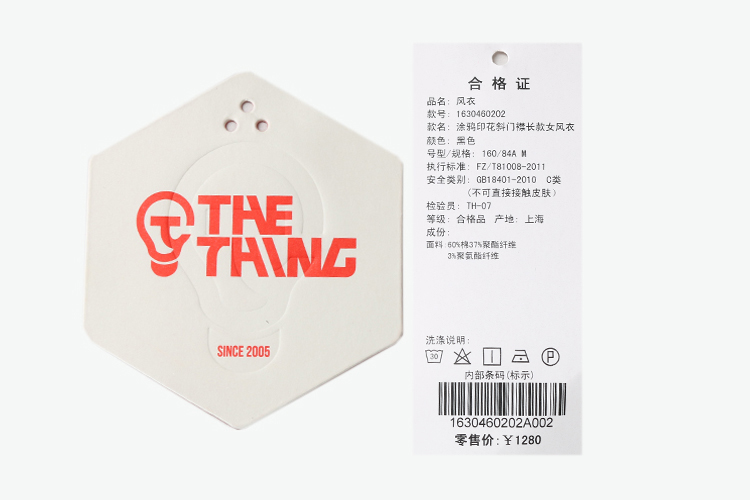 THE
THING
SINCE 2005
合格证
品名: 风衣
款号: 1630460202
款名: 涂鸦印花斜门襟长款女风衣
颜色: 黑色
号型/规格: 160/84A M
执行标准: FZ/T81008-2011
安全类别: GB18401-2010 C类
(不可直接接触皮肤)
检验员: TH-07
等级: 合格品 产地: 上海
成份:
面料: 60%棉37%聚酯纤维
3%聚氨酯纤维
洗涤说明:
30 P
内部条码(标示)
1630460202A002
零售价: ¥1280